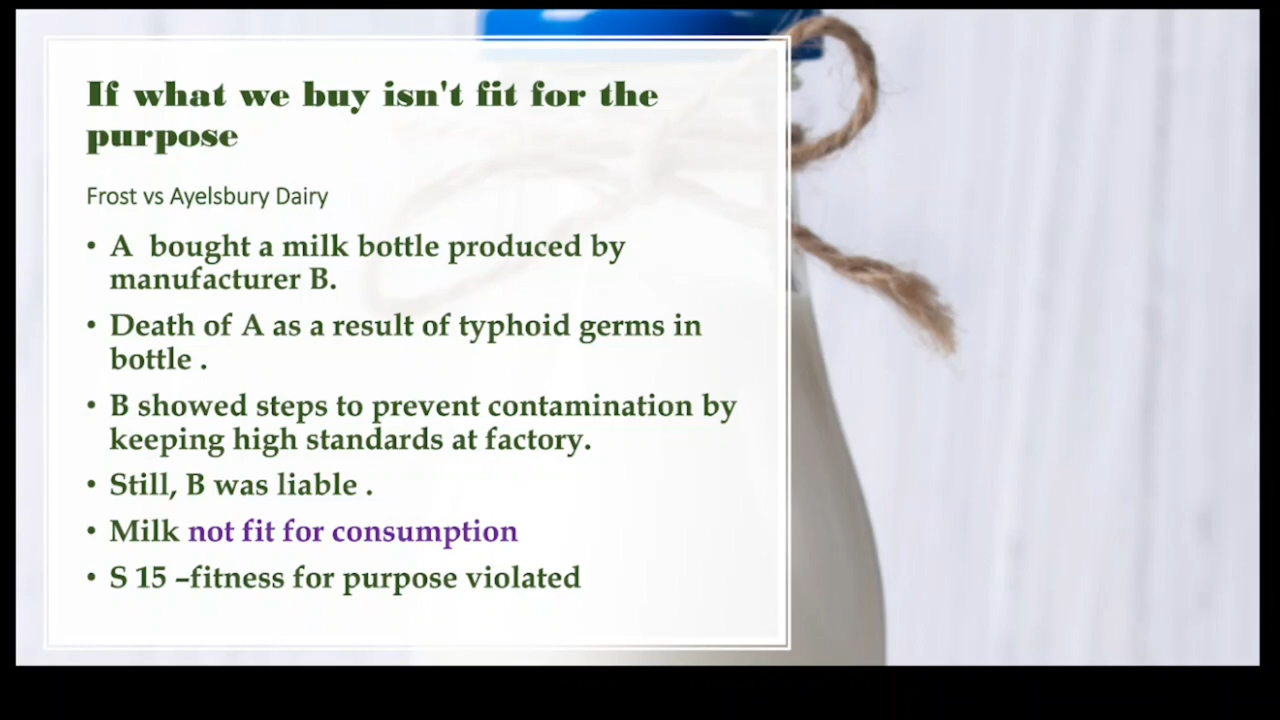 If what we buy isn't fit for the
purpose
Frost vs Ayelsbury Dairy
• A bought a milk bottle produced by
manufacturer B.
• Death of A as a result of typhoid germs in
bottle .
• B showed steps to prevent contamination by
keeping high standards at factory.
• Still, B was liable .
• Milk not fit for consumption
• S 15 –fitness for purpose violated